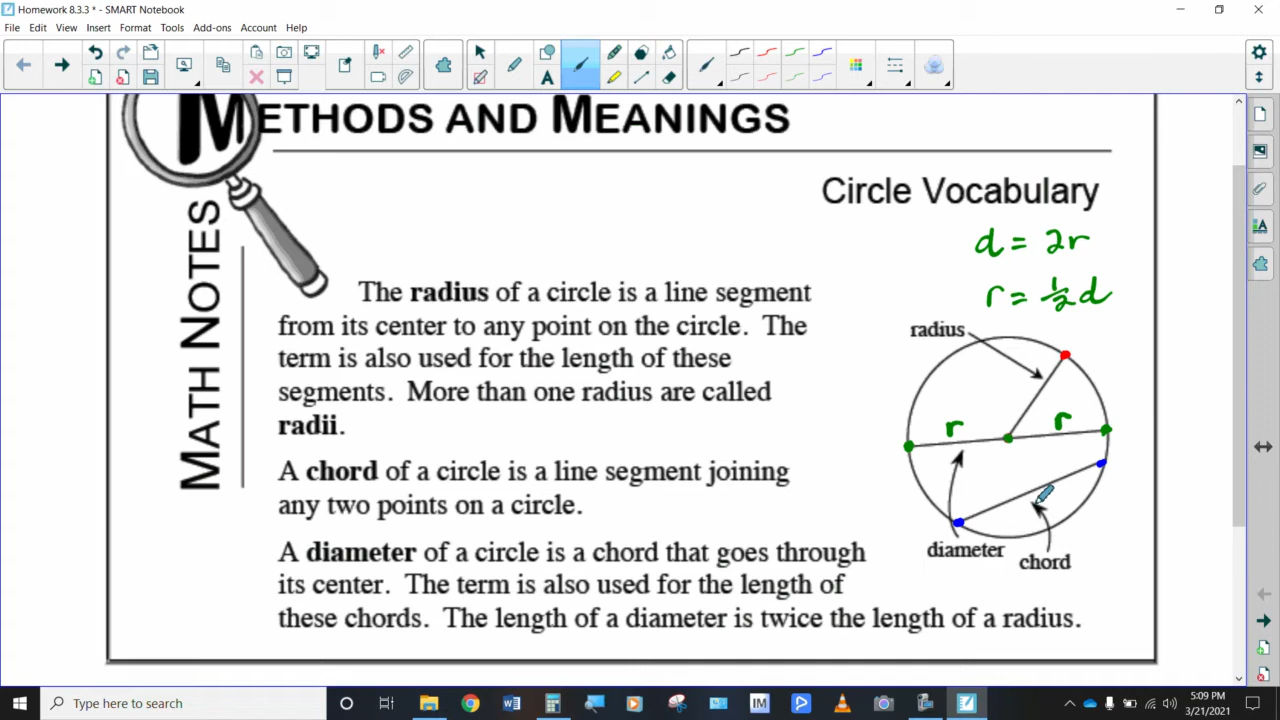 Homework 8.3.3 * - SMART Notebook
File Edit View Insert Format Tools Add-ons Account Help
METHODS AND MEANINGS
MATH NOTES
Circle Vocabulary
d = 2r
r = ½d
The radius of a circle is a line segment
from its center to any point on the circle. The
term is also used for the length of these
segments. More than one radius are called
radii.
A chord of a circle is a line segment joining
any two points on a circle.
A diameter of a circle is a chord that goes through
its center. The term is also used for the length of
these chords. The length of a diameter is twice the length of a radius.
radius
r r
diameter
chord
Type here to search
5:09 PM
3/21/2021